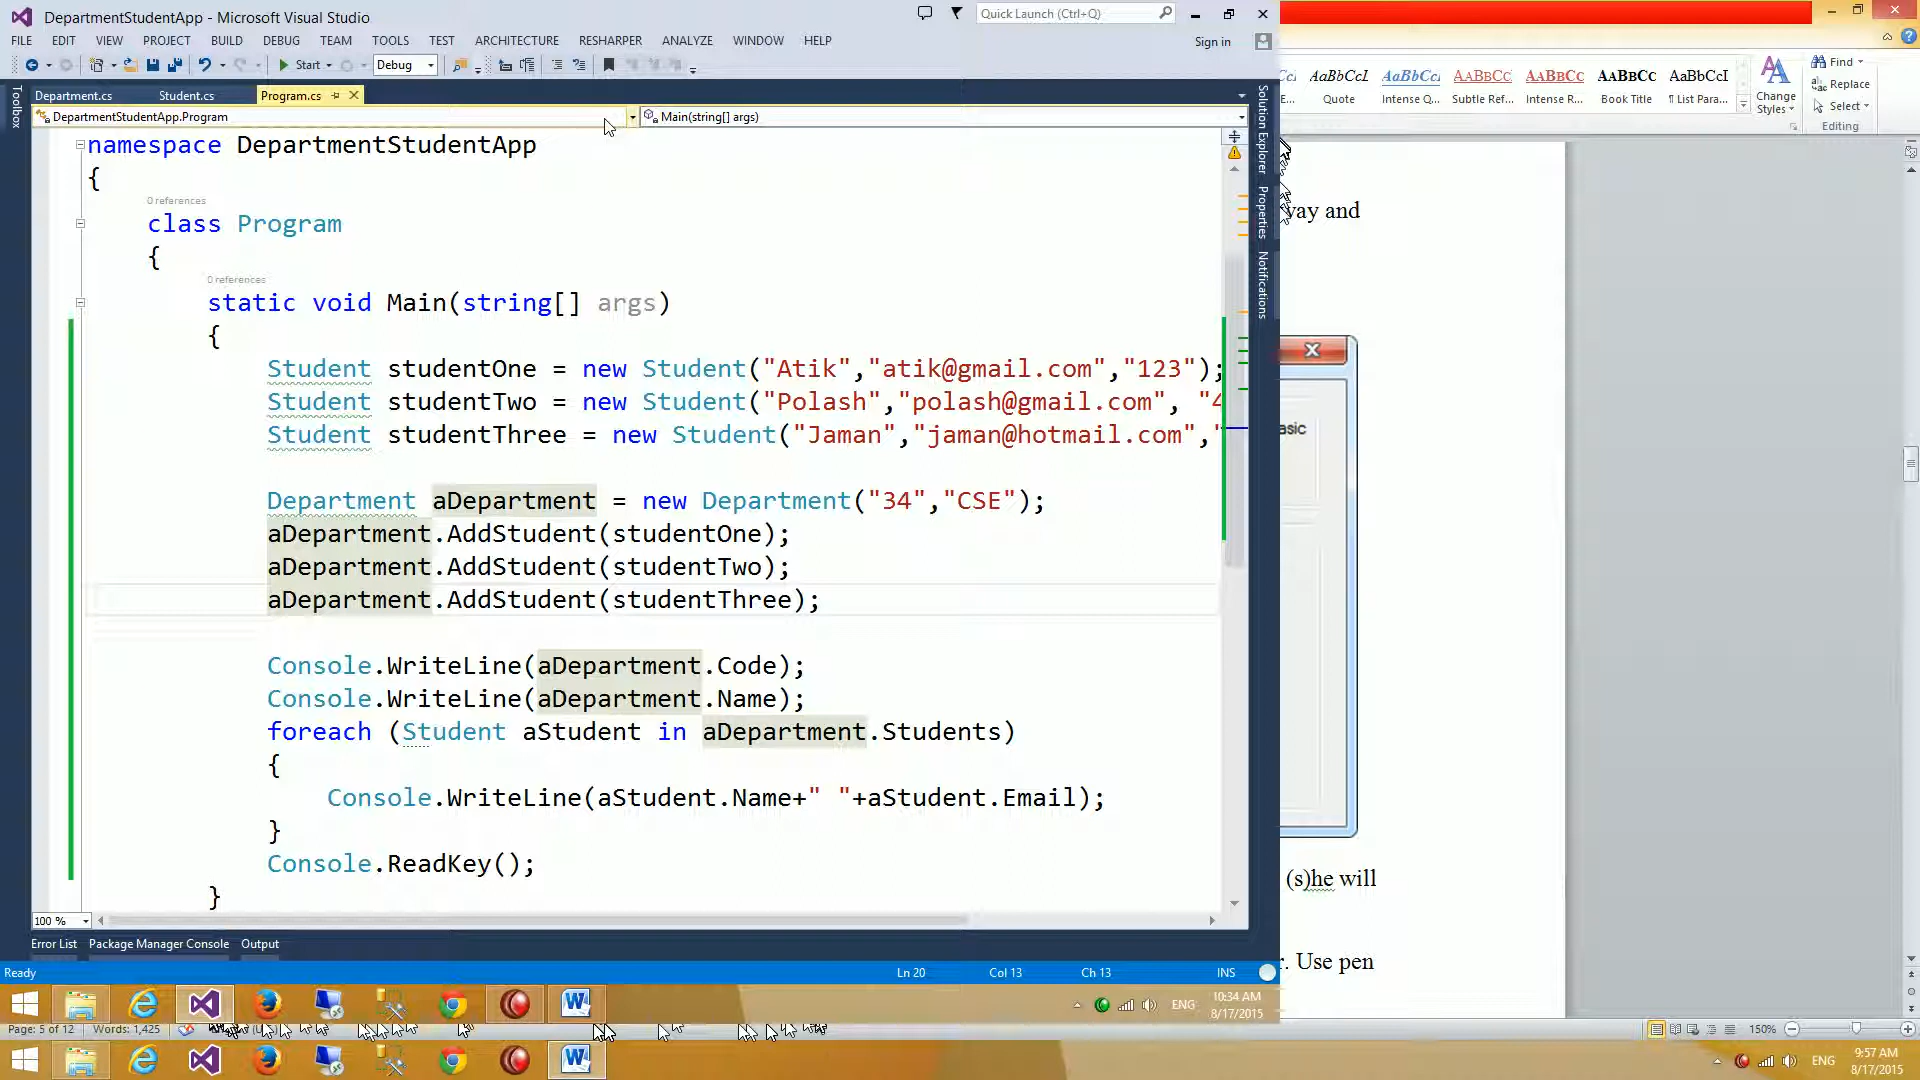 DepartmentStudentApp - Microsoft Visual Studio
Quick Launch (Ctrl+Q)
FILE EDIT VIEW PROJECT BUILD DEBUG TEAM TOOLS TEST ARCHITECTURE RESHARPER ANALYZE WINDOW HELP
Sign in
Start
Debug
Department.cs Student.cs Program.cs
DepartmentStudentApp.Program Main(string[] args)
Toolbox
namespace DepartmentStudentApp
{
0 references
class Program
{
0 references
static void Main(string[] args)
{
Student studentOne = new Student("Atik","atik@gmail.com","123");
Student studentTwo = new Student("Polash","polash@gmail.com", "4
Student studentThree = new Student("Jaman","jaman@hotmail.com","
Department aDepartment = new Department("34","CSE");
aDepartment.AddStudent(studentOne);
aDepartment.AddStudent(studentTwo);
aDepartment.AddStudent(studentThree);
Console.WriteLine(aDepartment.Code);
Console.WriteLine(aDepartment.Name);
foreach (Student aStudent in aDepartment.Students)
{
Console.WriteLine(aStudent.Name+" "+aStudent.Email);
}
Console.ReadKey();
}
100 %
Solution Explorer
Properties
Notifications
Error List Package Manager Console Output
Ready Ln 20 Col 13 Ch 13 INS
ENG
10:34 AM
8/17/2015
AaBbCcI AaBbCcI AaBbCc AaBbCc AaBbCc AaBbCcI
E... Quote Intense Q... Subtle Ref... Intense R... Book Title ¶ List Para...
Change
Styles
Find
Replace
Select
Editing
and
asic
(s)he will
. Use pen
Page: 5 of 12 Words: 1,425
150%
ENG
9:57 AM
8/17/2015